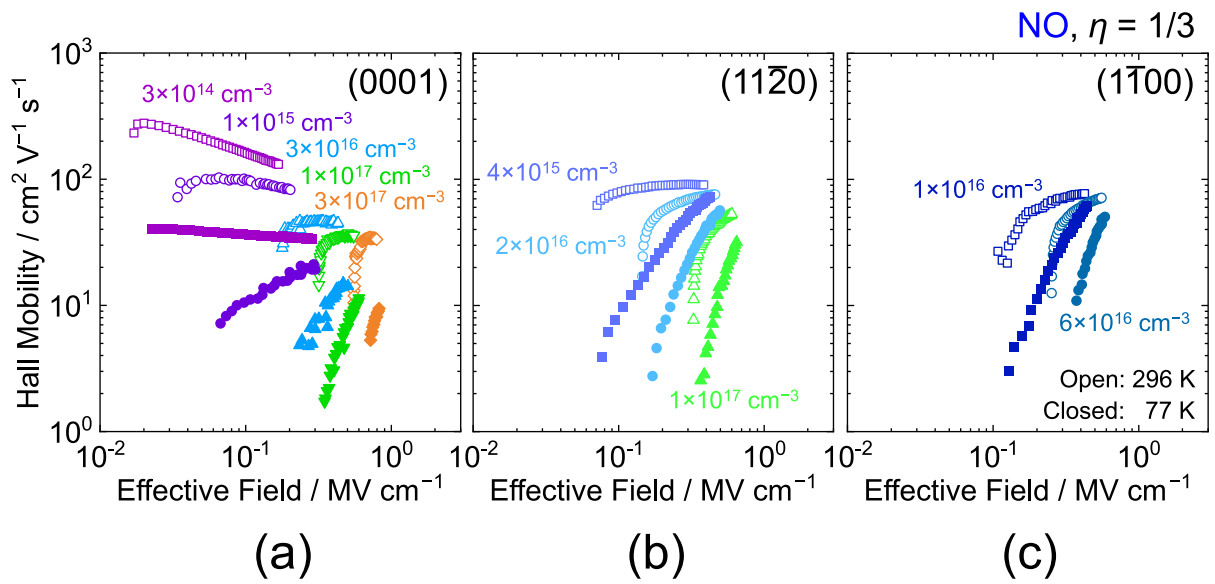 NO, η = 1/3
Hall Mobility / cm² V⁻¹ s⁻¹
10³
10²
10¹
10⁰
(0001)
3×10¹⁴ cm⁻³
1×10¹⁵ cm⁻³
3×10¹⁶ cm⁻³
1×10¹⁷ cm⁻³
3×10¹⁷ cm⁻³
10⁻²
10⁻¹
10⁰
Effective Field / MV cm⁻¹
(a)
(112̅0)
4×10¹⁵ cm⁻³
2×10¹⁶ cm⁻³
1×10¹⁷ cm⁻³
10⁻²
10⁻¹
10⁰
Effective Field / MV cm⁻¹
(b)
(11̅00)
1×10¹⁶ cm⁻³
6×10¹⁶ cm⁻³
Open: 296 K
Closed: 77 K
10⁻²
10⁻¹
10⁰
Effective Field / MV cm⁻¹
(c)